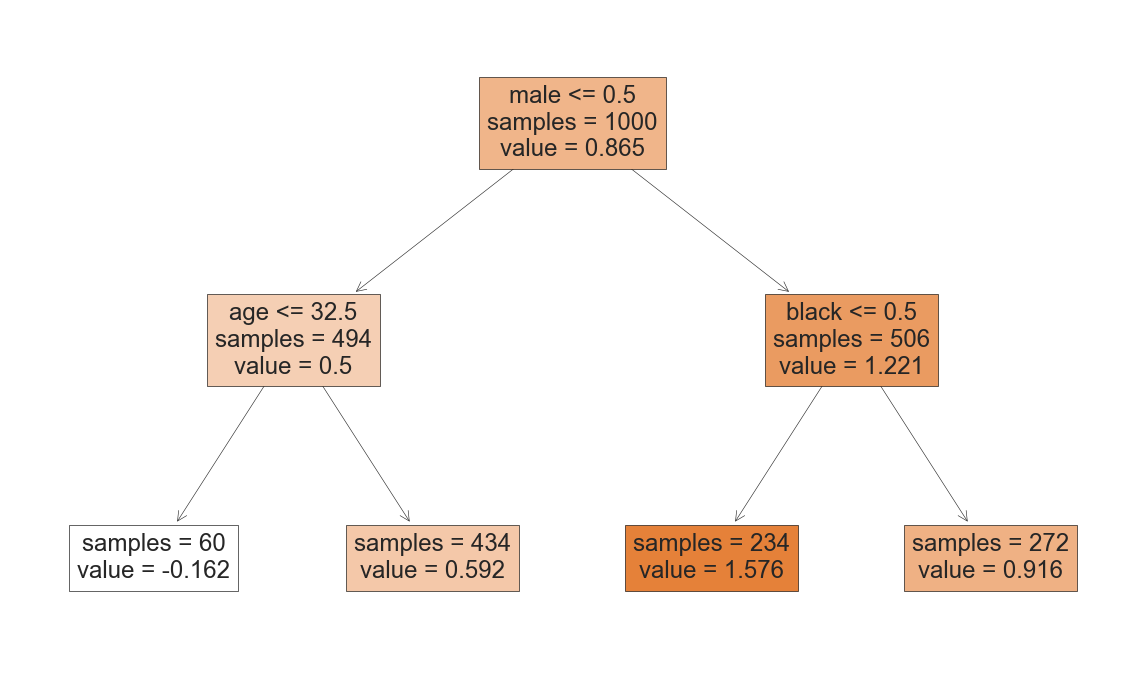 male <= 0.5
samples = 1000
value = 0.865
age <= 32.5
samples = 494
value = 0.5
black <= 0.5
samples = 506
value = 1.221
samples = 60
value = -0.162
samples = 434
value = 0.592
samples = 234
value = 1.576
samples = 272
value = 0.916